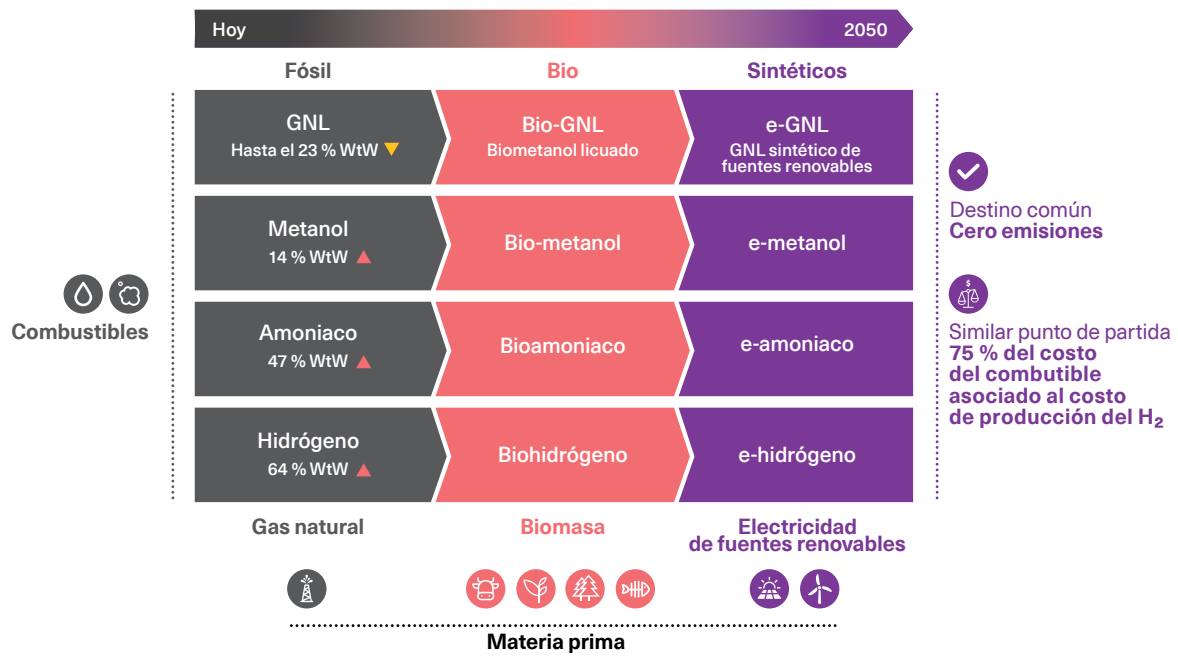 Hoy
2050
Fósil
Bio
Sintéticos
GNL
Hasta el 23 % WtW
Bio-GNL
Biometanol licuado
e-GNL
GNL sintético de
fuentes renovables
Metanol
14 % WtW
Bio-metanol
e-metanol
Amoniaco
47 % WtW
Bioamoniaco
e-amoniaco
Hidrógeno
64 % WtW
Biohidrógeno
e-hidrógeno
Combustibles
Destino común
Cero emisiones
$
Similar punto de partida
75 % del costo
del combutible
asociado al costo
de producción del H₂
Gas natural
Biomasa
Electricidad
de fuentes renovables
Materia prima